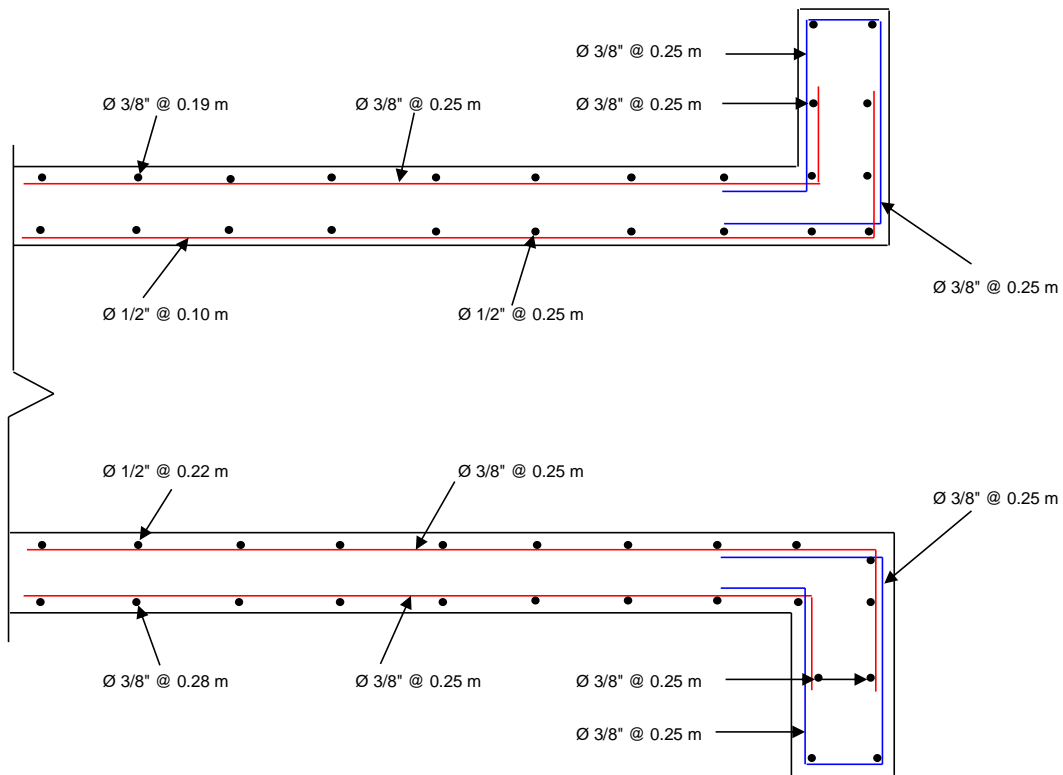 Ø 3/8" @ 0.25 m
Ø 3/8" @ 0.19 m
Ø 3/8" @ 0.25 m
Ø 3/8" @ 0.25 m
Ø 3/8" @ 0.25 m
Ø 1/2" @ 0.10 m
Ø 1/2" @ 0.25 m
Ø 1/2" @ 0.22 m
Ø 3/8" @ 0.25 m
Ø 3/8" @ 0.25 m
Ø 3/8" @ 0.28 m
Ø 3/8" @ 0.25 m
Ø 3/8" @ 0.25 m
Ø 3/8" @ 0.25 m